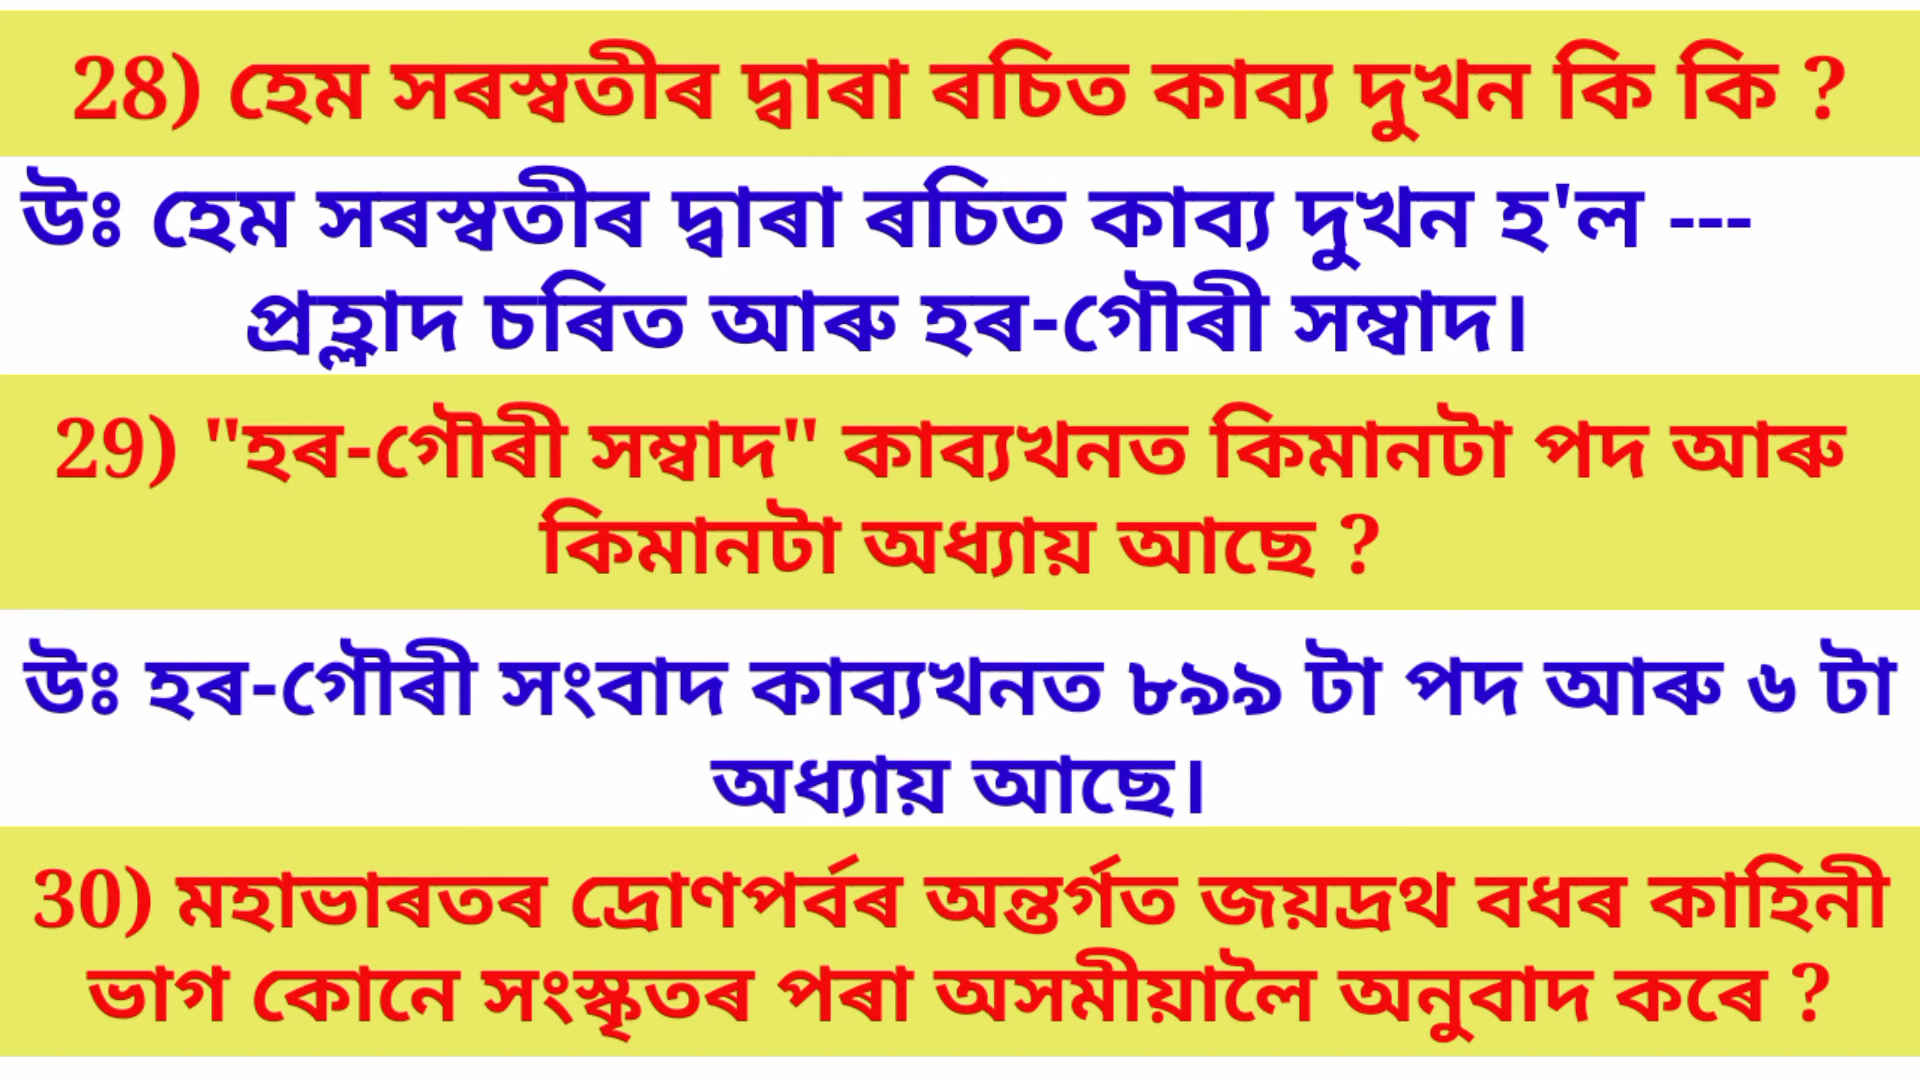 28) হেম সৰস্বতীৰ দ্বাৰা ৰচিত কাব্য দুখন কি কি ?
উঃ হেম সৰস্বতীৰ দ্বাৰা ৰচিত কাব্য দুখন হ'ল ---
প্ৰহ্লাদ চৰিত আৰু হৰ-গৌৰী সম্বাদ।
29) "হৰ-গৌৰী সম্বাদ" কাব্যখনত কিমানটা পদ আৰু
কিমানটা অধ্যায় আছে ?
উঃ হৰ-গৌৰী সংবাদ কাব্যখনত ৮৯৯ টা পদ আৰু ৬ টা
অধ্যায় আছে।
30) মহাভাৰতৰ দ্ৰোণপৰ্বৰ অন্তৰ্গত জয়দ্ৰথ বধৰ কাহিনী
ভাগ কোনে সংস্কৃতৰ পৰা অসমীয়ালৈ অনুবাদ কৰে ?